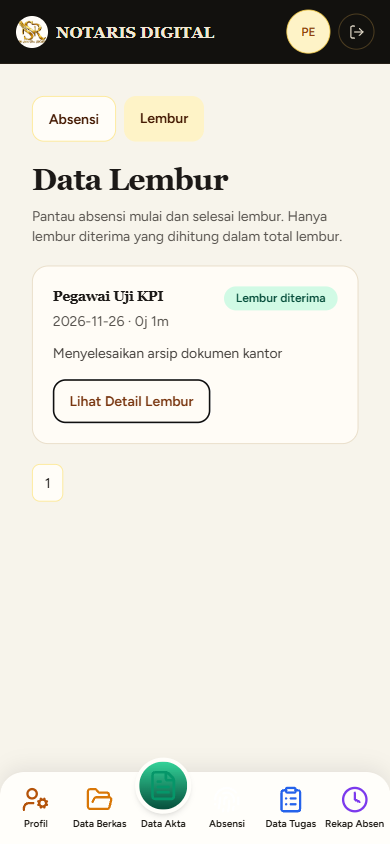 NOTARIS DIGITAL
PE
Absensi
Lembur
Data Lembur
Pantau absensi mulai dan selesai lembur. Hanya
lembur diterima yang dihitung dalam total lembur.
Pegawai Uji KPI
Lembur diterima
2026-11-26 · 0j 1m
Menyelesaikan arsip dokumen kantor
Lihat Detail Lembur
1
Profil
Data Berkas
Data Akta
Absensi
Data Tugas
Rekap Absen